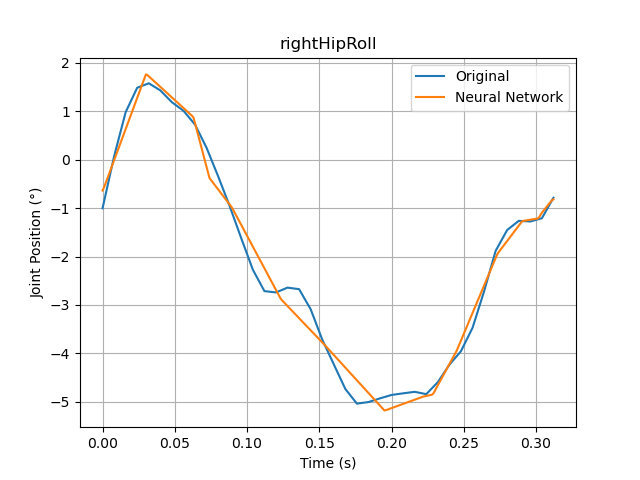 rightHipRoll
Original
Neural Network
2
1
0
−1
−2
−3
−4
−5
Joint Position (°)
0.00 0.05 0.10 0.15 0.20 0.25 0.30
Time (s)